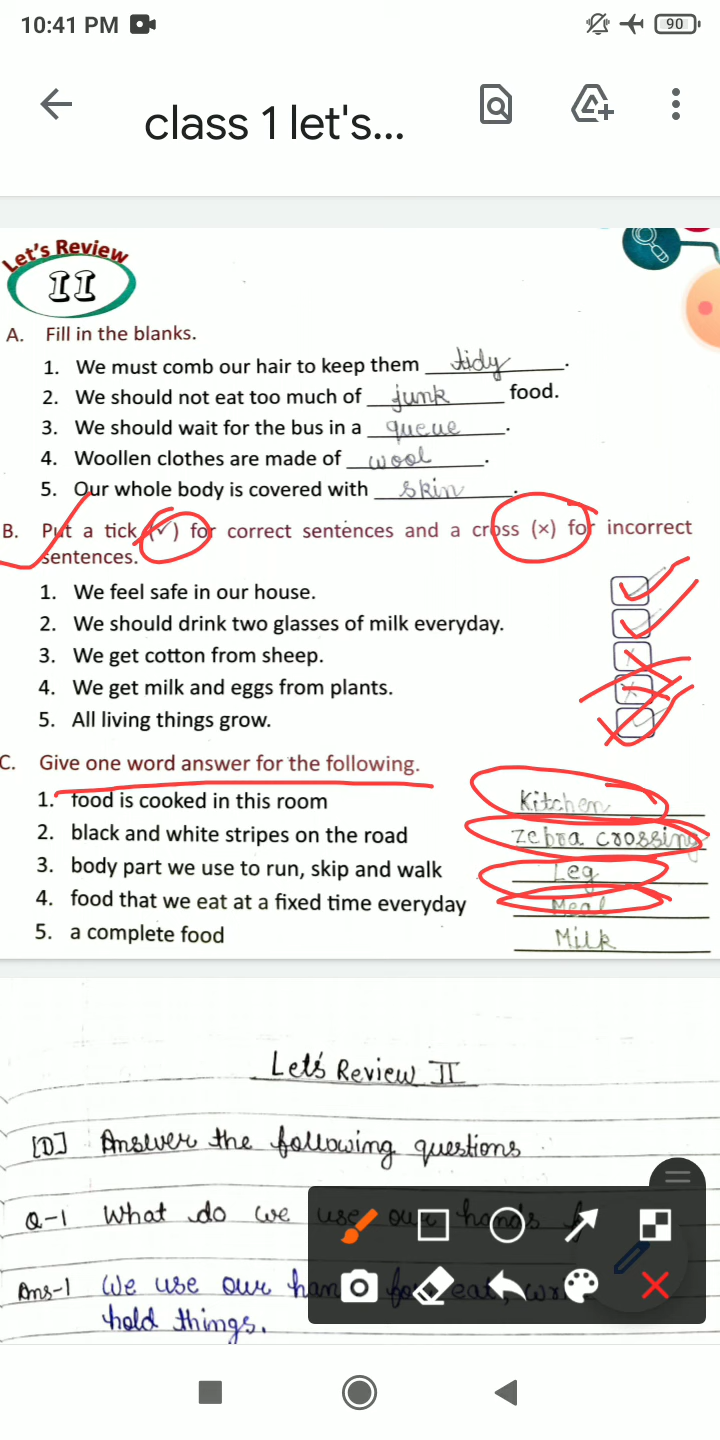 10:41 PM
90
class 1 let's...
Let's Review
II
A. Fill in the blanks.
1. We must comb our hair to keep them tidy.
2. We should not eat too much of junk food.
3. We should wait for the bus in a queue.
4. Woollen clothes are made of wool.
5. Our whole body is covered with skin.
B. Put a tick (✓) for correct sentences and a cross (×) for incorrect
sentences.
1. We feel safe in our house. ✓
2. We should drink two glasses of milk everyday. ✓
3. We get cotton from sheep. ×
4. We get milk and eggs from plants. ×
5. All living things grow. ✓
C. Give one word answer for the following.
1. food is cooked in this room Kitchen
2. black and white stripes on the road zebra crossing
3. body part we use to run, skip and walk Leg
4. food that we eat at a fixed time everyday Meal
5. a complete food Milk
Let's Review II
[D] Answer the following questions
Q-1 What do we use our hands
Ans-1 We use our han eat,
hold things.